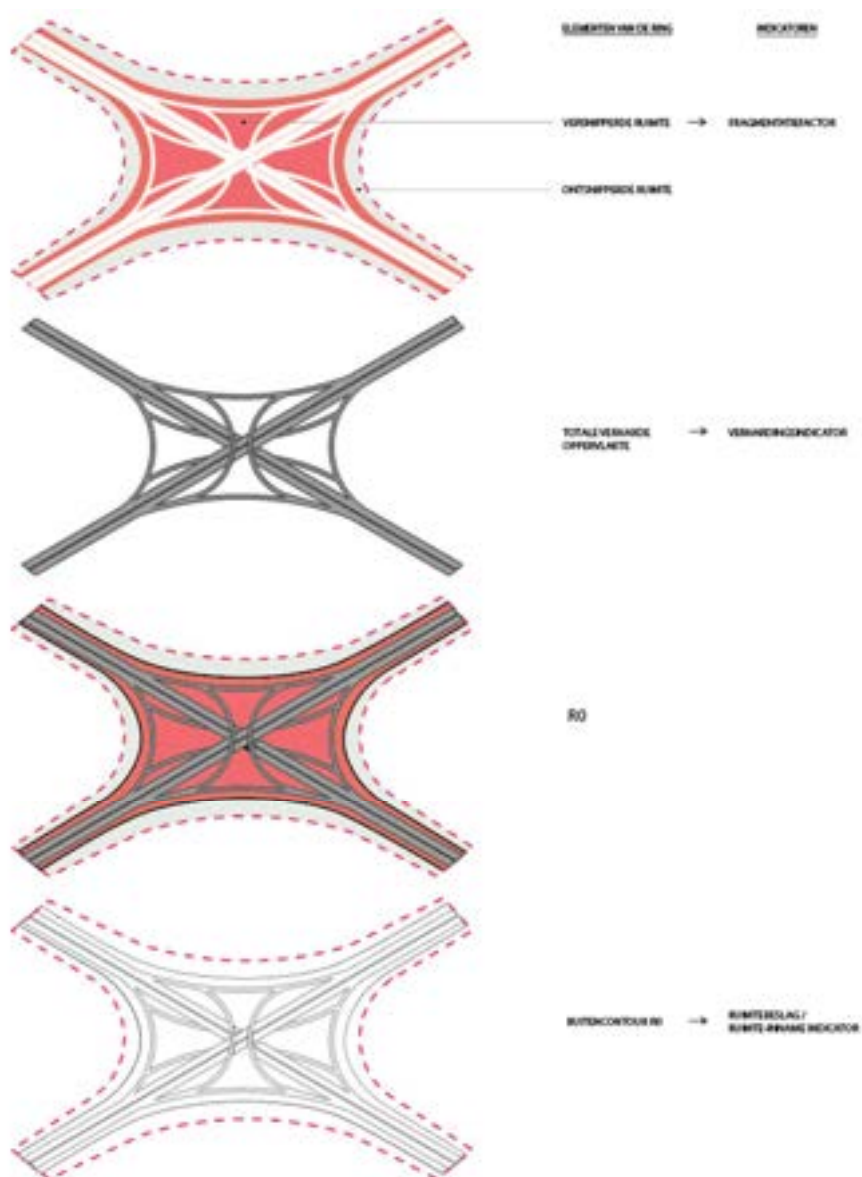 ELEMENTEN VAN DE RING
INDICATOREN
VERSNIPPERDE RUIMTE → FRAGMENTATIEFACTOR
ONTSNIPPERDE RUIMTE
TOTALE VERHARDE → VERHARDINGSINDICATOR
OPPERVLAKTE
R0
BUITENCONTOUR R0 → RUIMTEBESLAG /
RUIMTE-INNAME INDICATOR